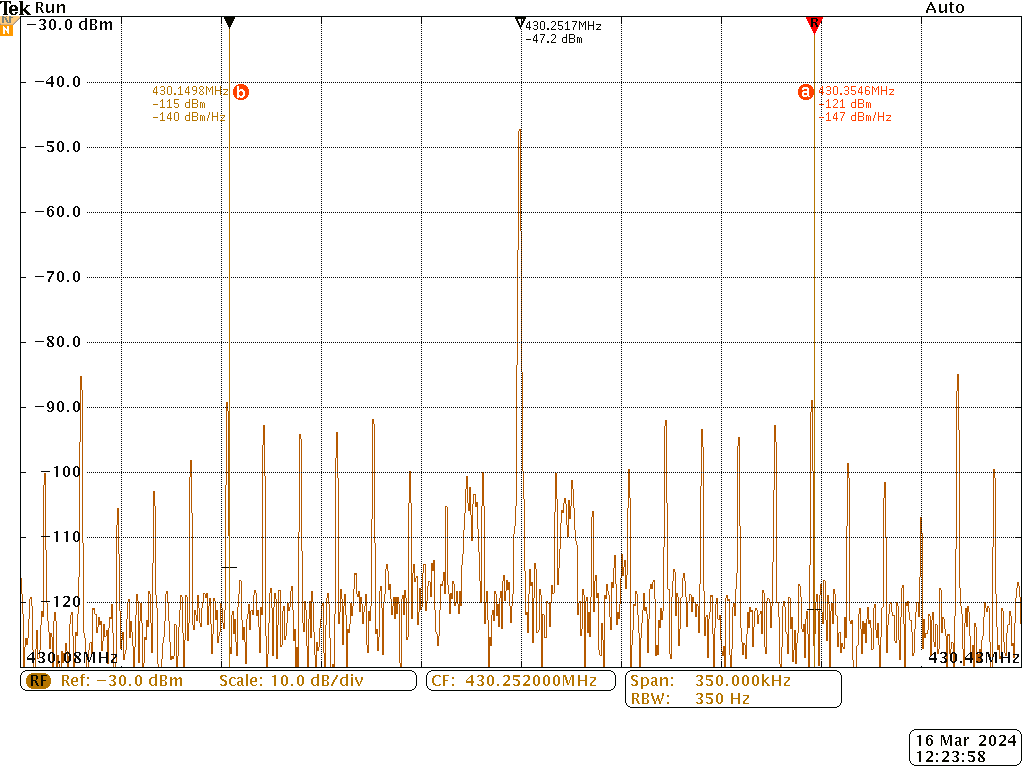 Tek Run Auto
−30.0 dBm
430.2517MHz
−47.2 dBm
R
−40.0
430.1498MHz
−115 dBm
−140 dBm/Hz
b
a
430.3546MHz
−121 dBm
−147 dBm/Hz
−50.0
−60.0
−70.0
−80.0
−90.0
−100
−110
−120
430.08MHz 430.43MHz
RF Ref: −30.0 dBm Scale: 10.0 dB/div CF: 430.252000MHz Span: 350.000kHz
RBW: 350 Hz
16 Mar 2024
12:23:58